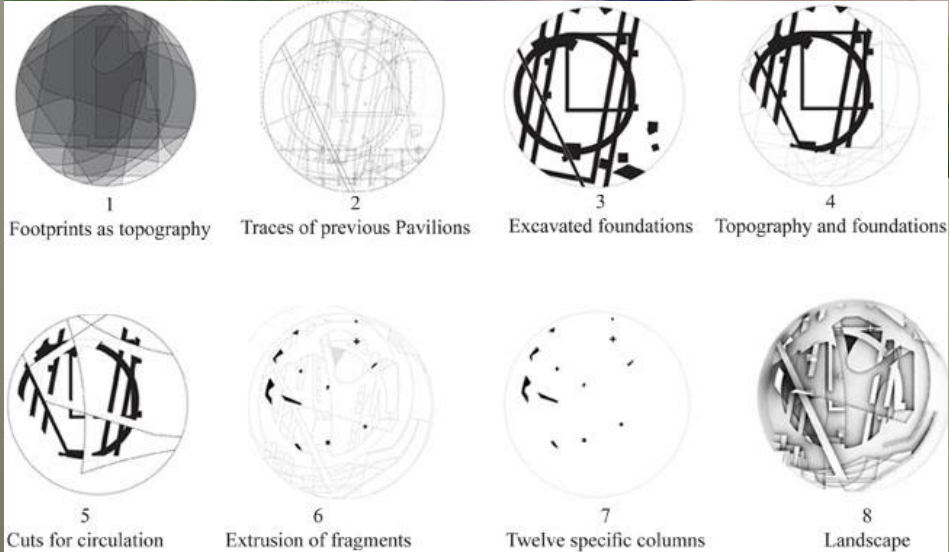 1
Footprints as topography
2
Traces of previous Pavilions
3
Excavated foundations
4
Topography and foundations
5
Cuts for circulation
6
Extrusion of fragments
7
Twelve specific columns
8
Landscape